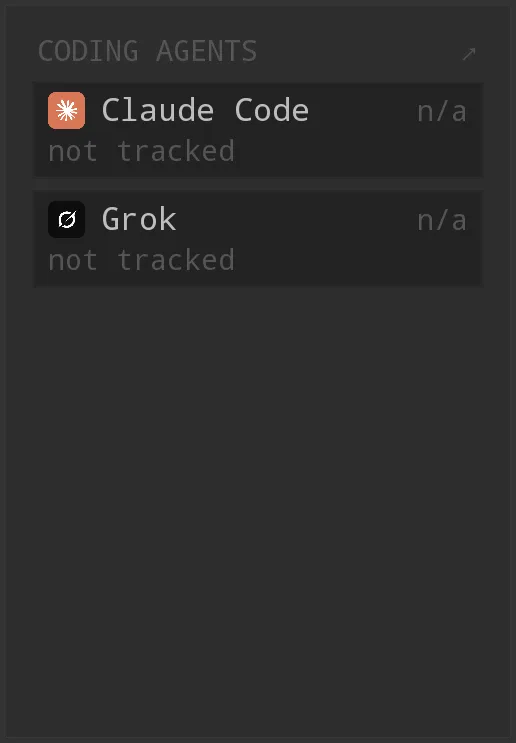 CODING AGENTS ↗
Claude Code n/a
not tracked
Grok n/a
not tracked